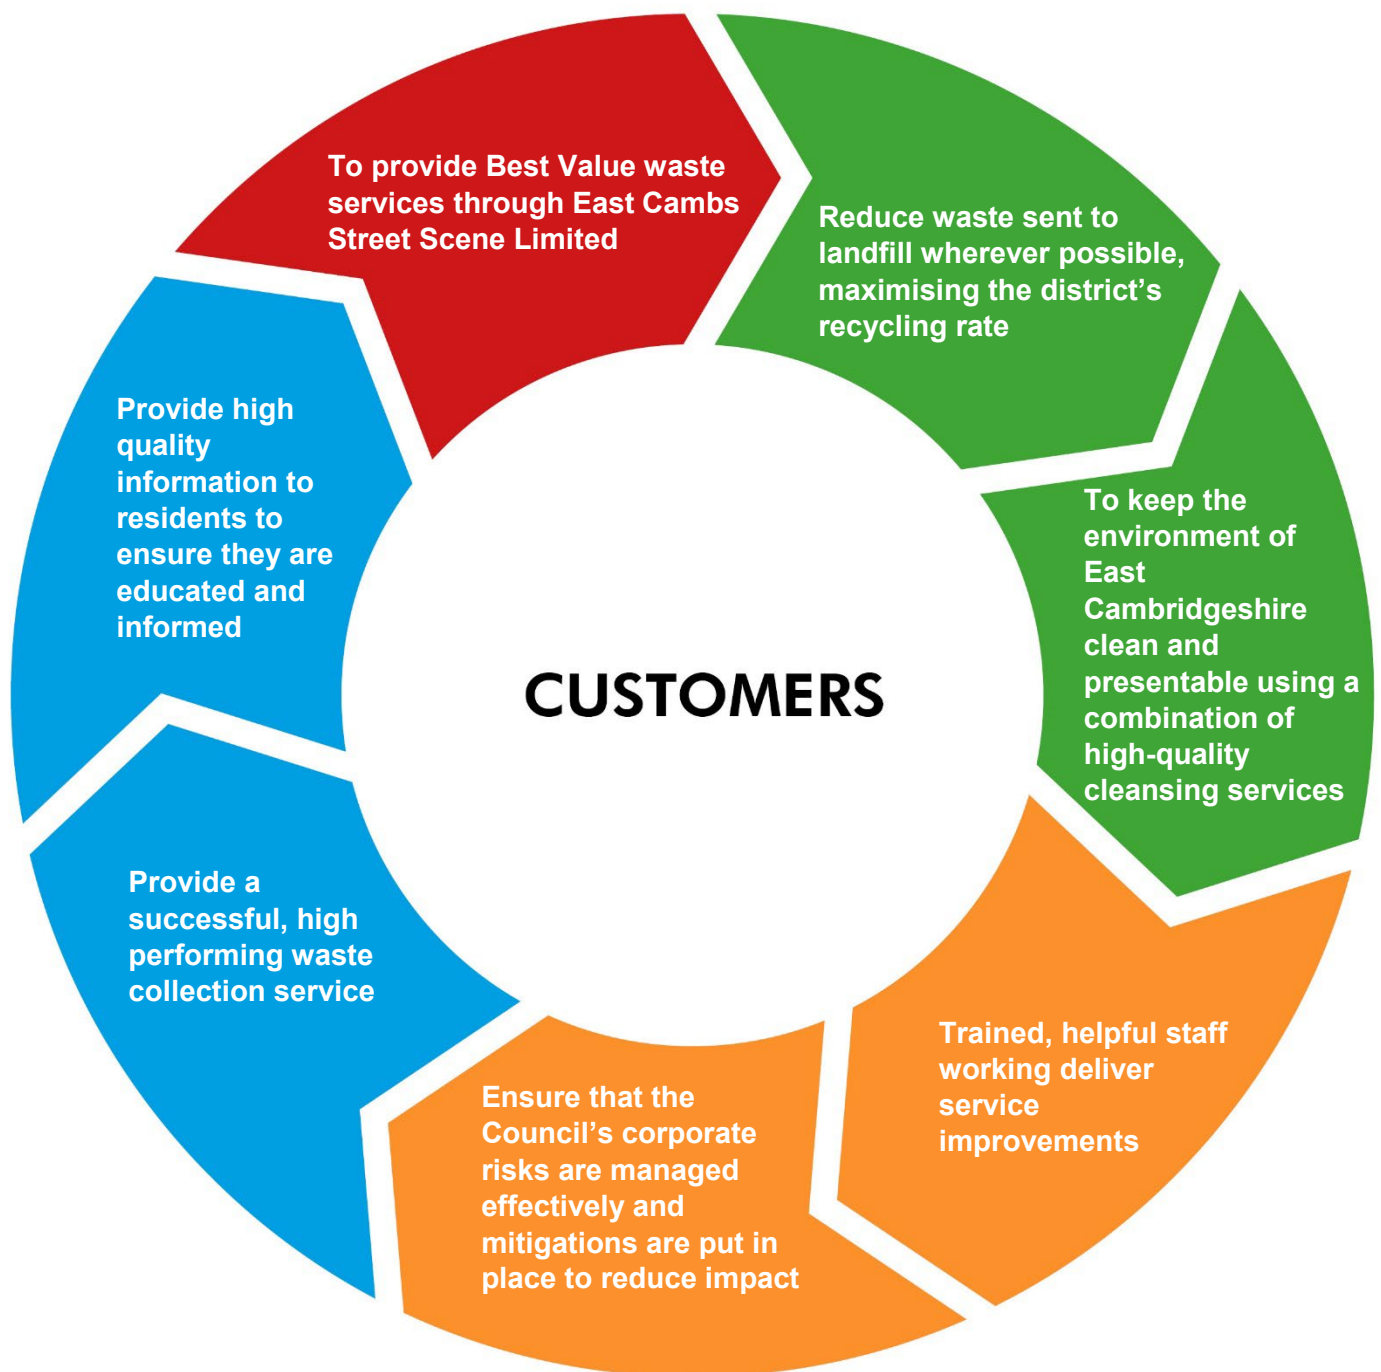 To provide Best Value waste
services through East Cambs
Street Scene Limited
Reduce waste sent to
landfill wherever possible,
maximising the district’s
recycling rate
To keep the
environment of
East
Cambridgeshire
clean and
presentable using a
combination of
high-quality
cleansing services
Trained, helpful staff
working deliver
service
improvements
Ensure that the
Council’s corporate
risks are managed
effectively and
mitigations are put in
place to reduce impact
Provide a
successful, high
performing waste
collection service
Provide high
quality
information to
residents to
ensure they are
educated and
informed
CUSTOMERS